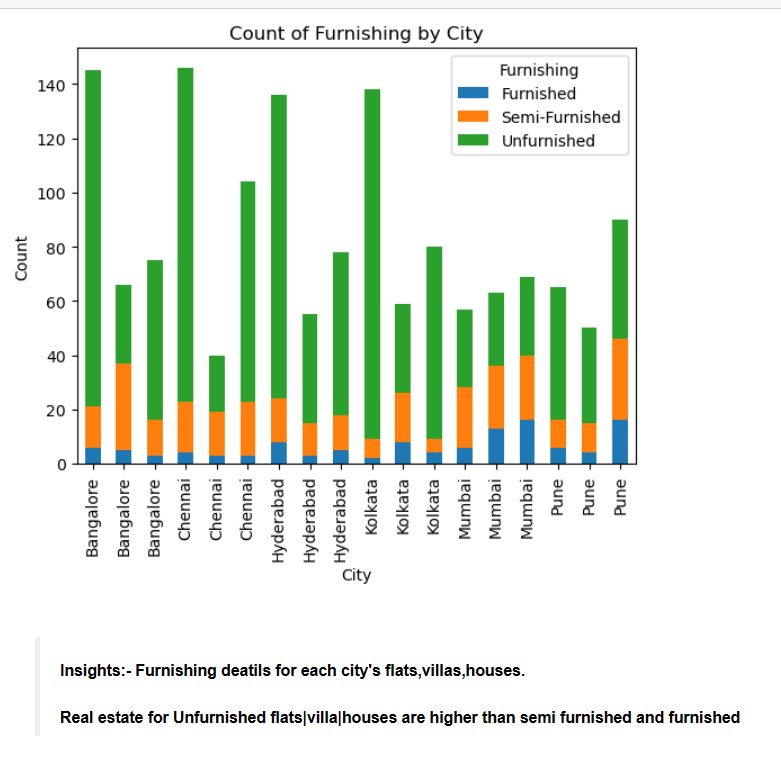 Count of Furnishing by City
Furnishing
Furnished
Semi-Furnished
Unfurnished
Count
140
120
100
80
60
40
20
0
Bangalore
Bangalore
Bangalore
Chennai
Chennai
Chennai
Hyderabad
Hyderabad
Hyderabad
Kolkata
Kolkata
Kolkata
Mumbai
Mumbai
Mumbai
Pune
Pune
Pune
City
Insights:- Furnishing deatils for each city's flats,villas,houses.
Real estate for Unfurnished flats|villa|houses are higher than semi furnished and furnished